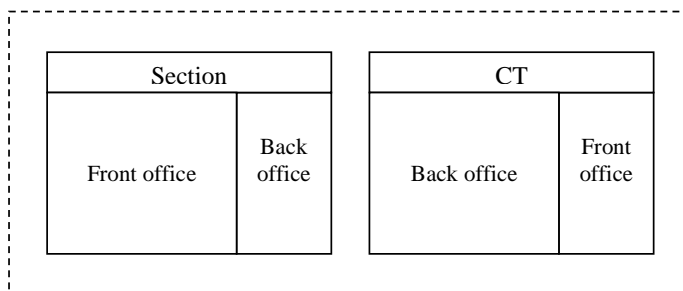 Section
Front office
Back
office
CT
Back office
Front
office